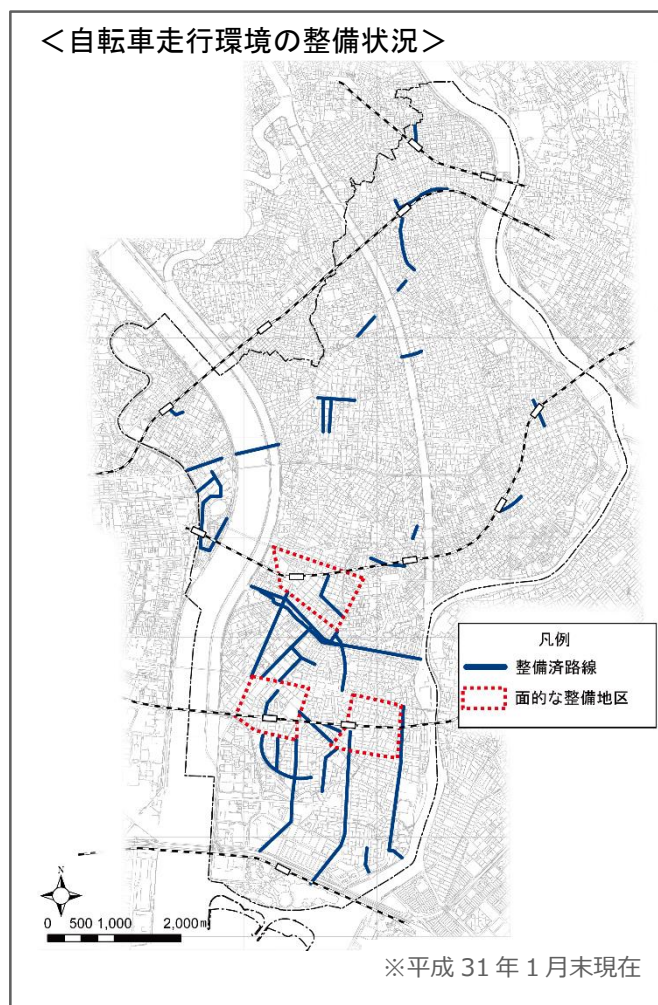 ＜自転車走行環境の整備状況＞
凡例
整備済路線
面的な整備地区
N
0 500 1,000 2,000 m
※平成 31 年 1 月末現在